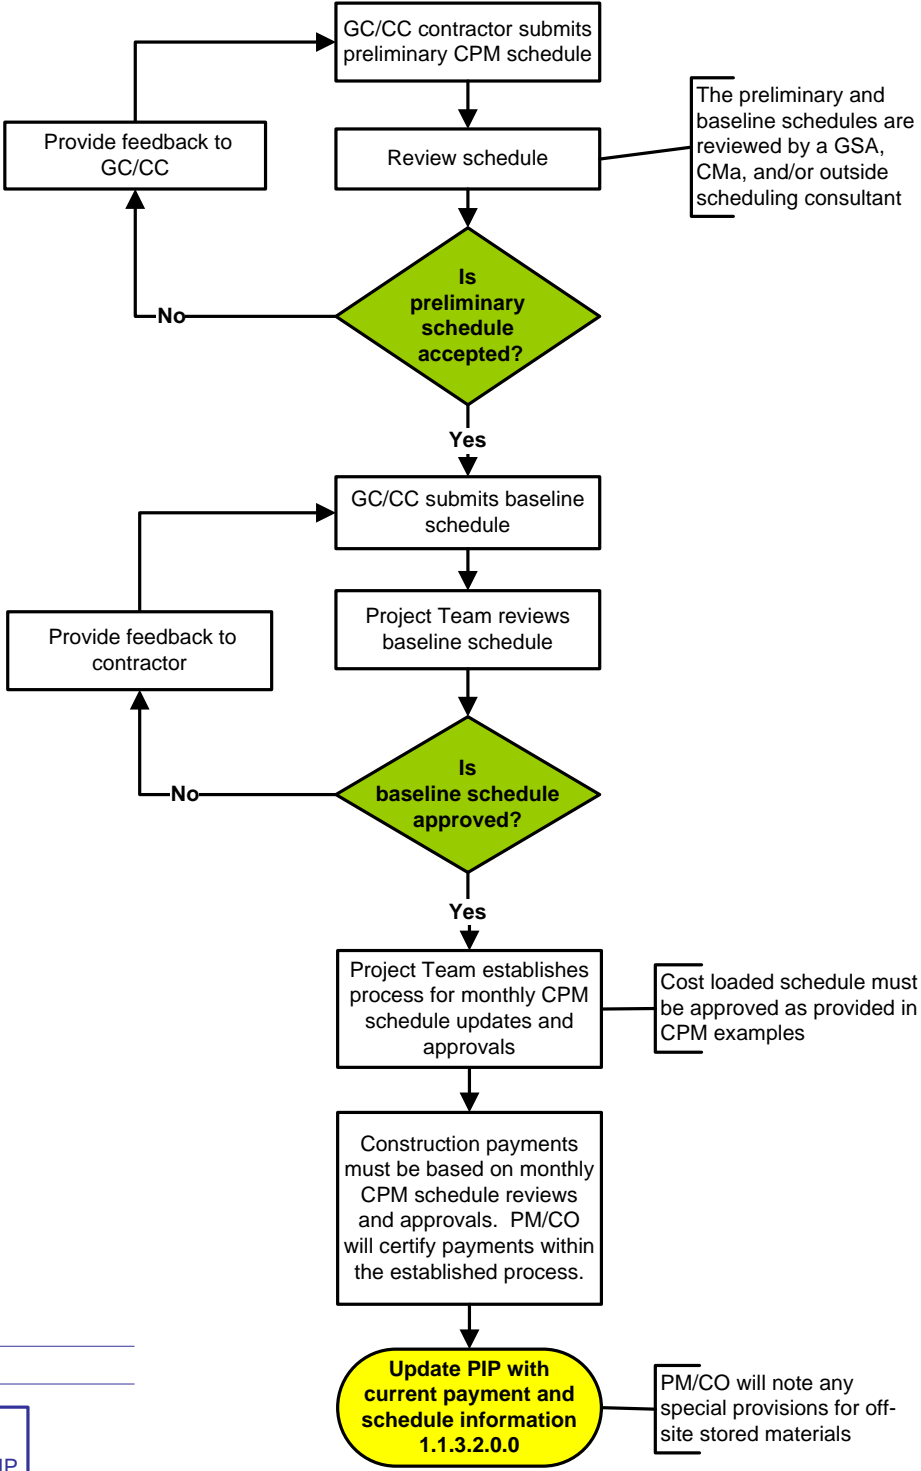 GC/CC contractor submits
preliminary CPM schedule
Provide feedback to
GC/CC
Review schedule
The preliminary and
baseline schedules are
reviewed by a GSA,
CMa, and/or outside
scheduling consultant
Is
preliminary
schedule
accepted?
No
Yes
GC/CC submits baseline
schedule
Project Team reviews
baseline schedule
Provide feedback to
contractor
Is
baseline schedule
approved?
No
Yes
Project Team establishes
process for monthly CPM
schedule updates and
approvals
Cost loaded schedule must
be approved as provided in
CPM examples
Construction payments
must be based on monthly
CPM schedule reviews
and approvals.  PM/CO
will certify payments within
the established process.
Update PIP with
current payment and
schedule information
1.1.3.2.0.0
PM/CO will note any
special provisions for off-
site stored materials